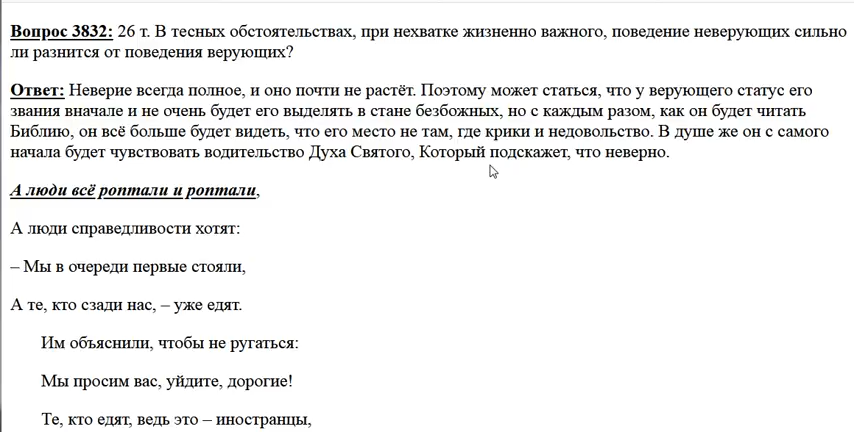 Вопрос 3832: 26 т. В тесных обстоятельствах, при нехватке жизненно важного, поведение неверующих сильно
ли разнится от поведения верующих?
Ответ: Неверие всегда полное, и оно почти не растёт. Поэтому может статься, что у верующего статус его
звания вначале и не очень будет его выделять в стане безбожных, но с каждым разом, как он будет читать
Библию, он всё больше будет видеть, что его место не там, где крики и недовольство. В душе же он с самого
начала будет чувствовать водительство Духа Святого, Который подскажет, что неверно.
А люди всё роптали и роптали,
А люди справедливости хотят:
– Мы в очереди первые стояли,
А те, кто сзади нас, – уже едят.
Им объяснили, чтобы не ругаться:
Мы просим вас, уйдите, дорогие!
Те, кто едят, ведь это – иностранцы,